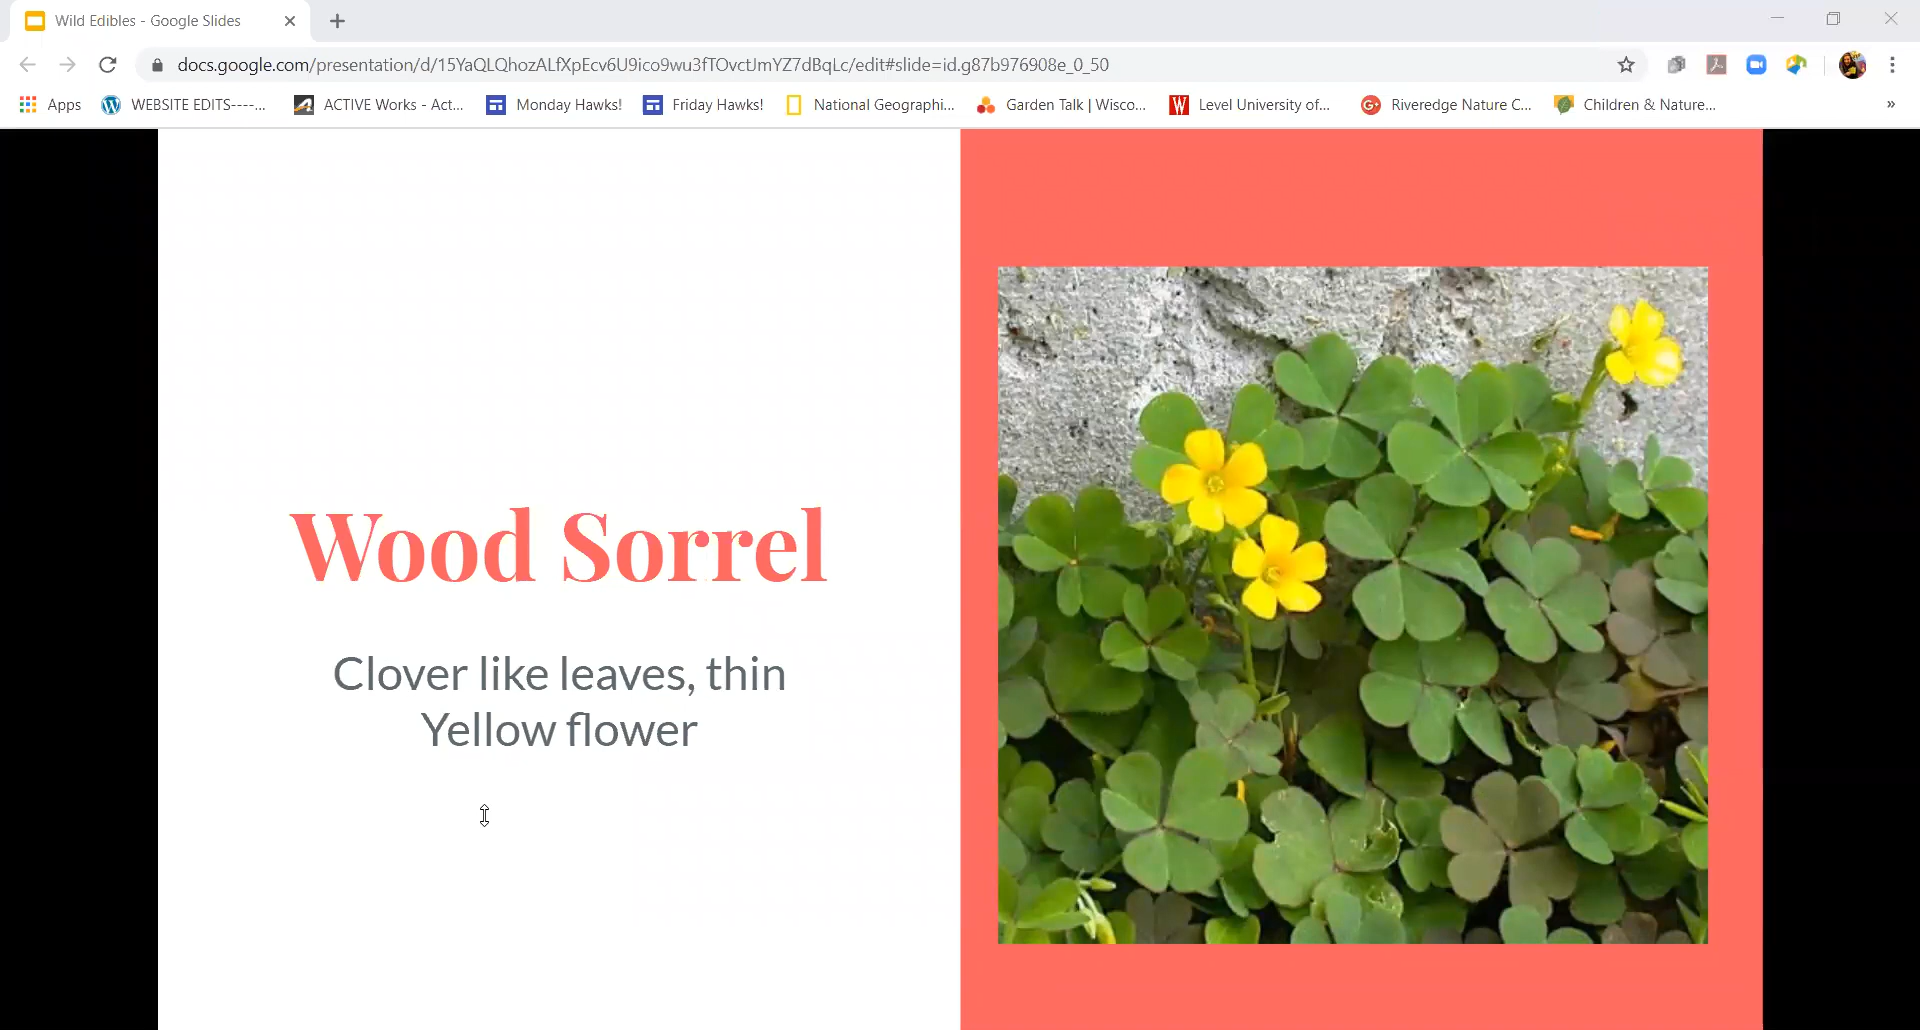 Wild Edibles - Google Slides
docs.google.com/presentation/d/15YaQLQhozALfXpEcv6U9ico9wu3fTOvctJmYZ7dBqLc/edit#slide=id.g87b976908e_0_50
Apps WEBSITE EDITS----... ACTIVE Works - Act... Monday Hawks! Friday Hawks! National Geographi... Garden Talk | Wisco... Level University of... Riveredge Nature C... Children & Nature... »
Wood Sorrel
Clover like leaves, thin
Yellow flower